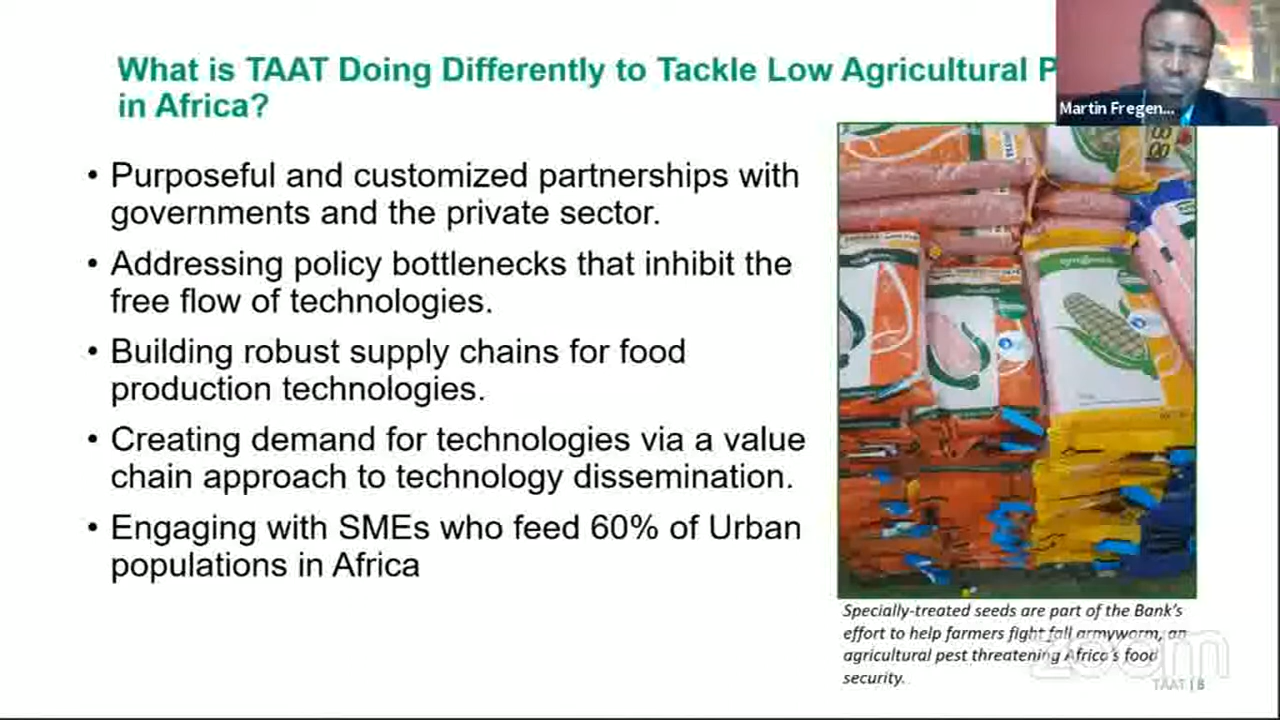 What is TAAT Doing Differently to Tackle Low Agricultural P
in Africa?
Martin Fregen...
• Purposeful and customized partnerships with
governments and the private sector.
• Addressing policy bottlenecks that inhibit the
free flow of technologies.
• Building robust supply chains for food
production technologies.
• Creating demand for technologies via a value
chain approach to technology dissemination.
• Engaging with SMEs who feed 60% of Urban
populations in Africa
syngenta
Specially-treated seeds are part of the Bank's
effort to help farmers fight fall armyworm, an
agricultural pest threatening Africa's food
security.
zoom
TAAT | 8